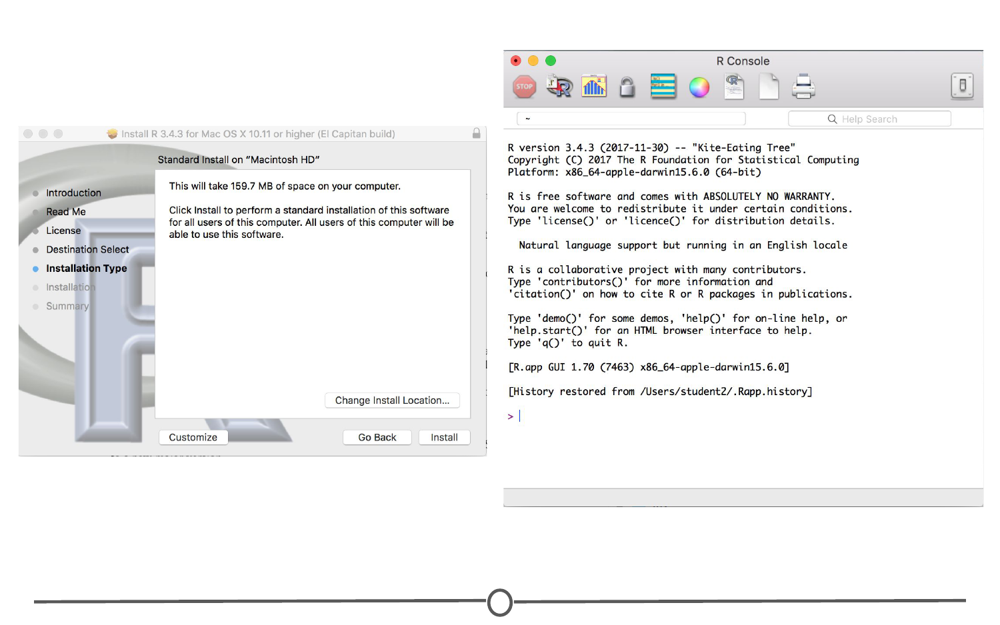 Install R 3.4.3 for Mac OS X 10.11 or higher (El Capitan build)
Standard Install on “Macintosh HD”
Introduction
Read Me
License
Destination Select
Installation Type
Installation
Summary
This will take 159.7 MB of space on your computer.
Click Install to perform a standard installation of this software
for all users of this computer. All users of this computer will be
able to use this software.
Change Install Location...
Customize
Go Back
Install
R Console
STOP
~
Help Search
R version 3.4.3 (2017-11-30) -- "Kite-Eating Tree"
Copyright (C) 2017 The R Foundation for Statistical Computing
Platform: x86_64-apple-darwin15.6.0 (64-bit)
R is free software and comes with ABSOLUTELY NO WARRANTY.
You are welcome to redistribute it under certain conditions.
Type 'license()' or 'licence()' for distribution details.
Natural language support but running in an English locale
R is a collaborative project with many contributors.
Type 'contributors()' for more information and
'citation()' on how to cite R or R packages in publications.
Type 'demo()' for some demos, 'help()' for on-line help, or
'help.start()' for an HTML browser interface to help.
Type 'q()' to quit R.
[R.app GUI 1.70 (7463) x86_64-apple-darwin15.6.0]
[History restored from /Users/student2/.Rapp.history]
>